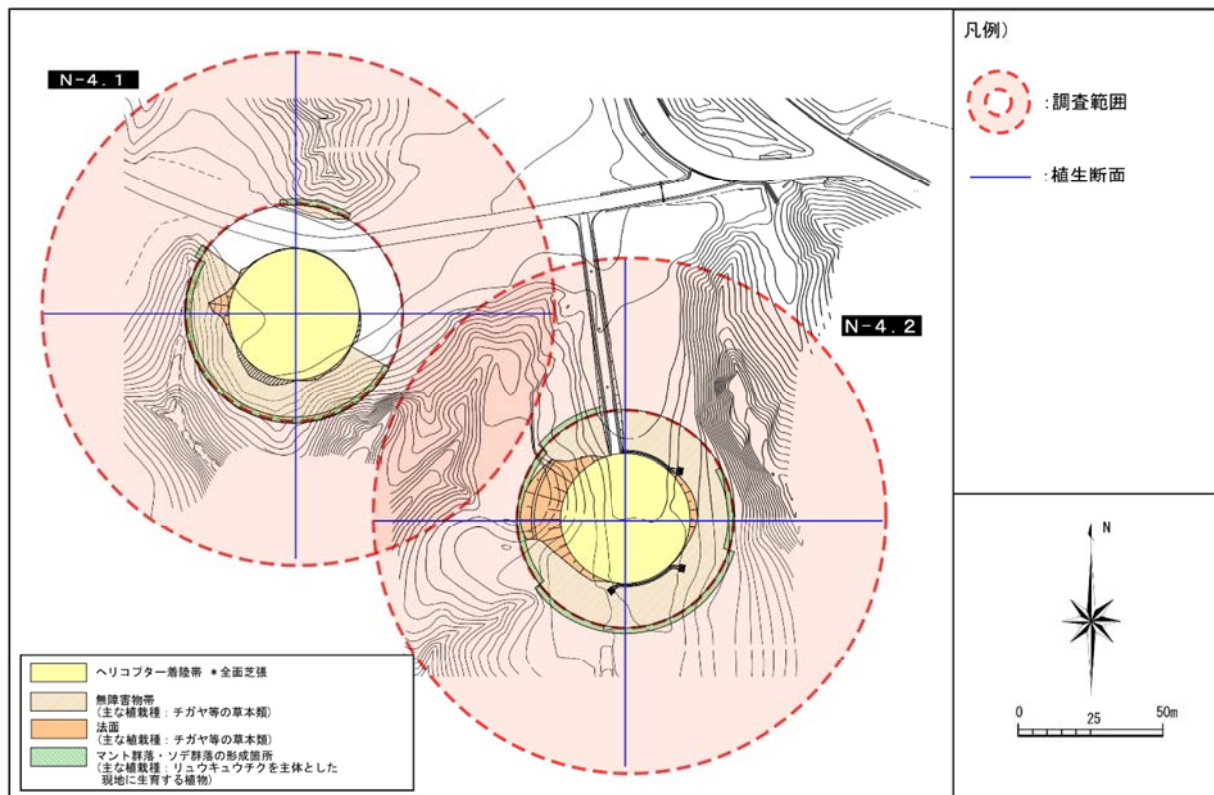 N-4.1
N-4.2
凡例)
:調査範囲
:植生断面
N
0 25 50m
ヘリコプター着陸帯 *全面芝張
無障害物帯
(主な植栽種:チガヤ等の草本類)
法面
(主な植栽種:チガヤ等の草本類)
マント群落・ソデ群落の形成箇所
(主な植栽種:リュウキュウチクを主体とした
現地に生育する植物)